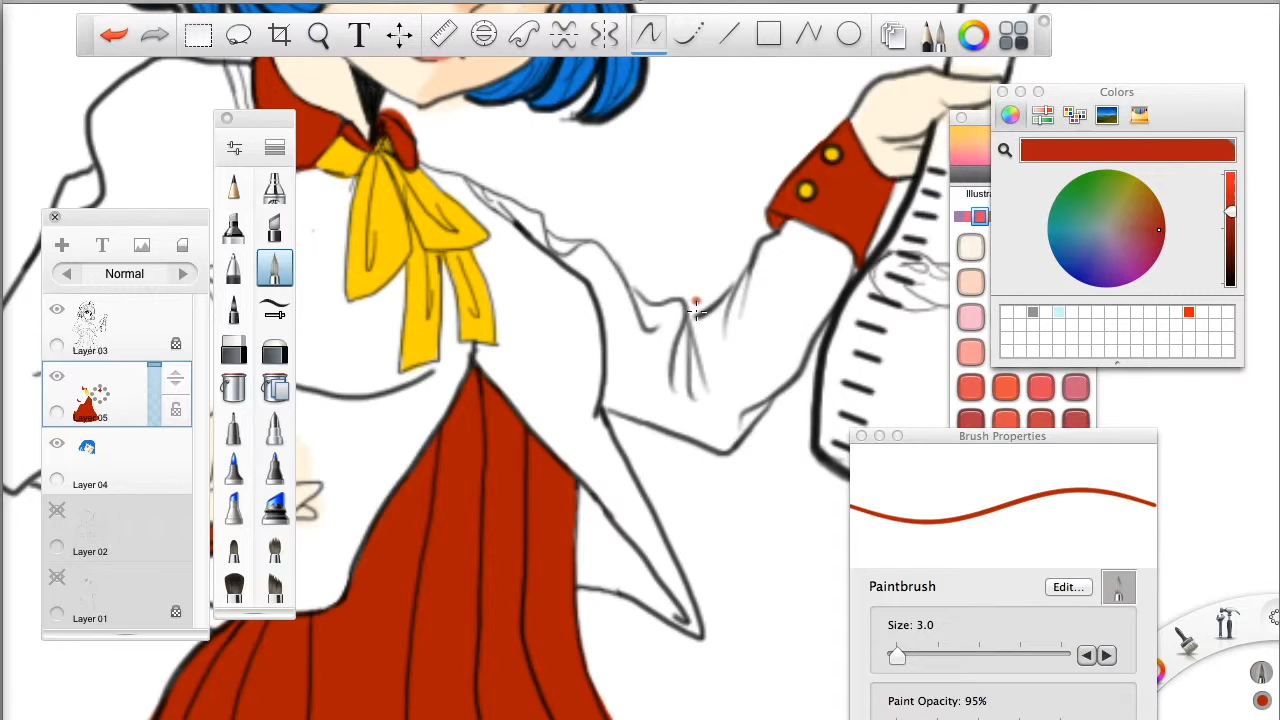 T
Colors
T
Normal
Illustra
Layer 03
Layer 05
Layer 04
Layer 02
Layer 01
Brush Properties
Paintbrush
Edit...
Size: 3.0
Paint Opacity: 95%